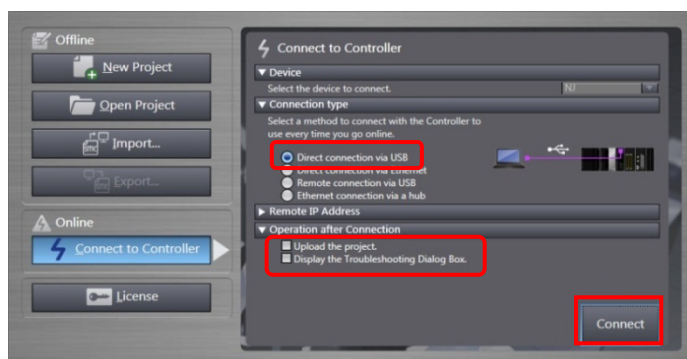 Offline
New Project
Open Project
Import...
Export...
Online
Connect to Controller
License
Connect to Controller
Device
Select the device to connect.
NJ
Connection type
Select a method to connect with the Controller to
use every time you go online.
Direct connection via USB
Direct connection via Ethernet
Remote connection via USB
Ethernet connection via a hub
Remote IP Address
Operation after Connection
Upload the project.
Display the Troubleshooting Dialog Box.
Connect